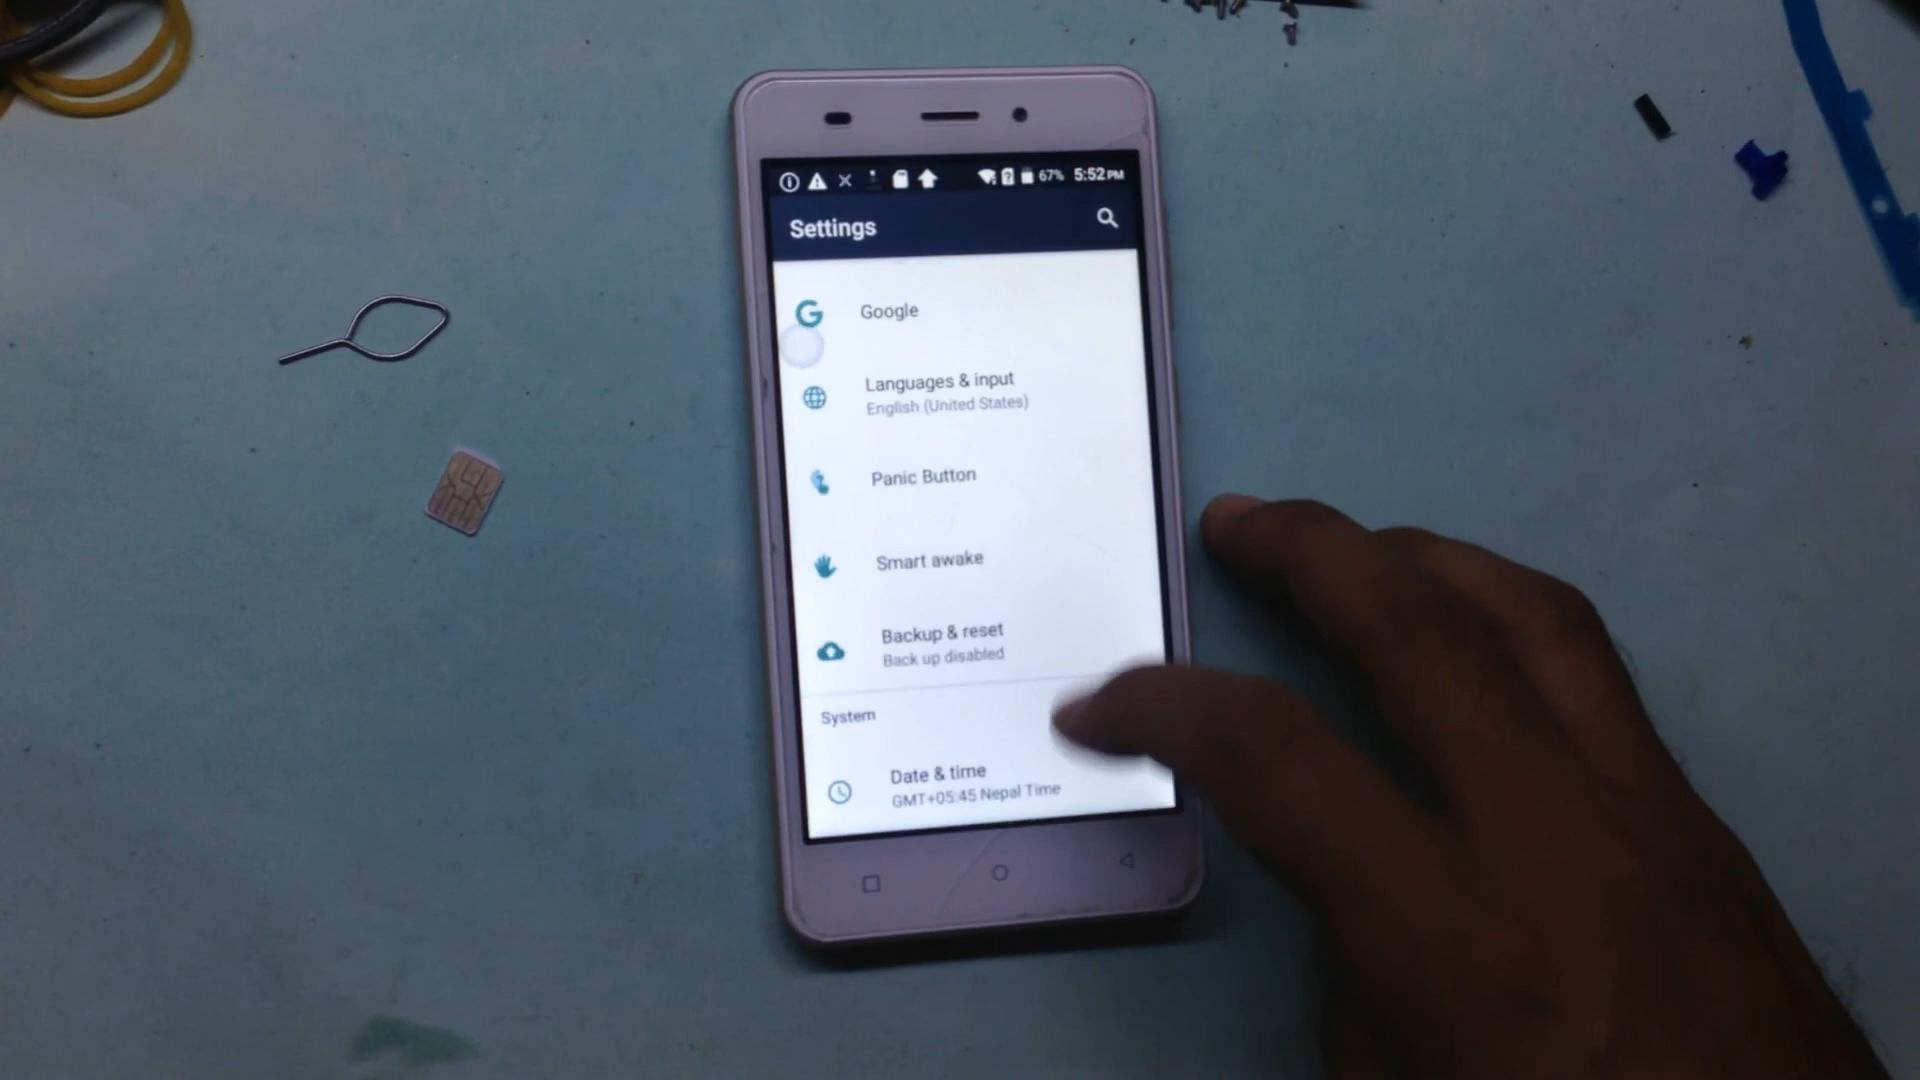 67% 5:52 PM
Settings
Google
Languages & input
English (United States)
Panic Button
Smart awake
Backup & reset
Back up disabled
System
Date & time
GMT+05:45 Nepal Time